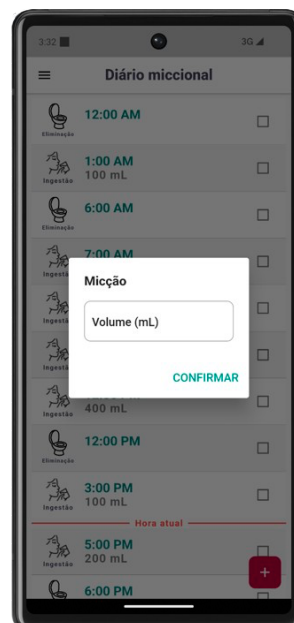 3:32
3G
Diário miccional
12:00 AM
Eliminação
1:00 AM
100 mL
Ingestão
6:00 AM
Eliminação
7:00 AM
Micção
Volume (mL)
CONFIRMAR
400 mL
Ingestão
12:00 PM
Eliminação
3:00 PM
100 mL
Ingestão
Hora atual
5:00 PM
200 mL
Ingestão
+
6:00 PM